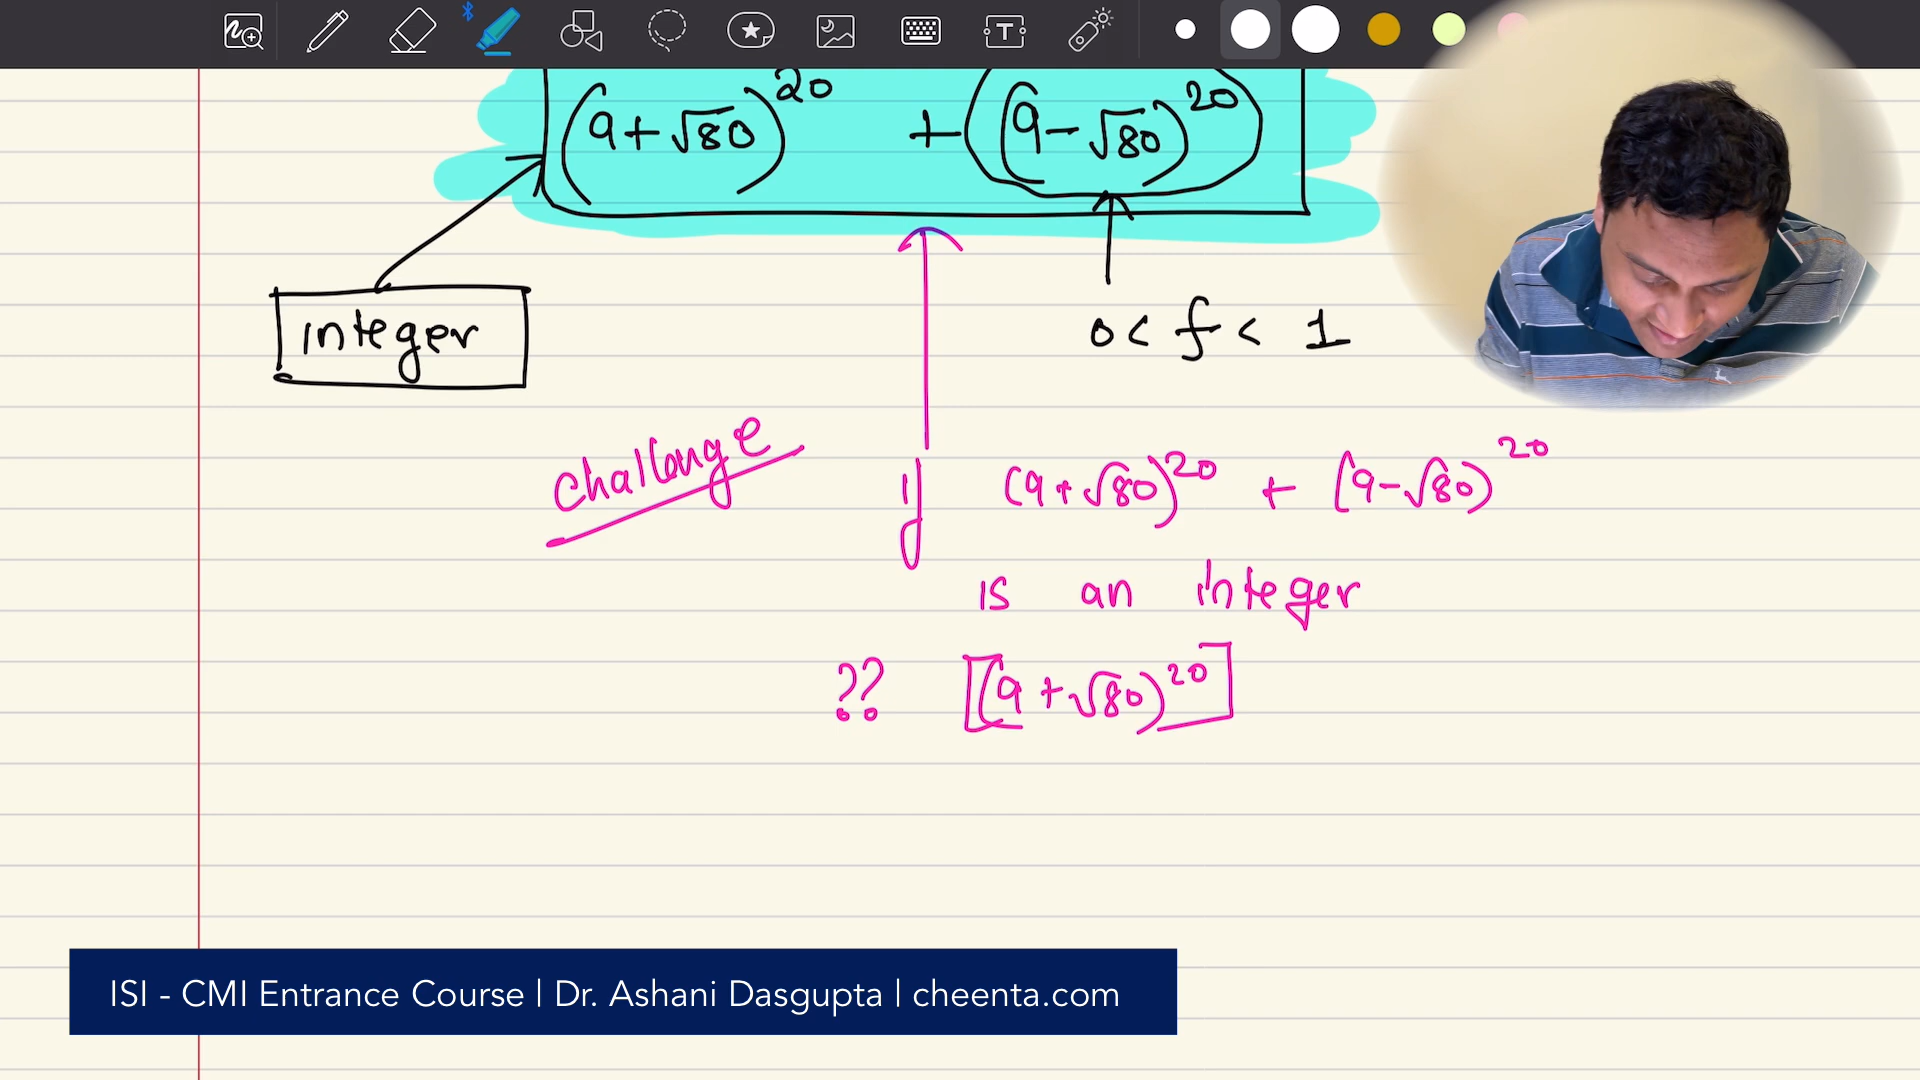 (9+√80)^20 + (9-√80)^20
integer
0 < f < 1
challange
if (9+√80)^20 + (9-√80)^20
is an integer
?? [(9+√80)^20]
ISI - CMI Entrance Course | Dr. Ashani Dasgupta | cheenta.com